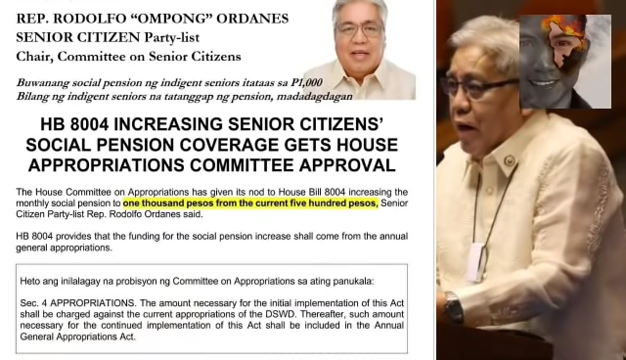 REP. RODOLFO “OMPONG” ORDANES
SENIOR CITIZEN Party-list
Chair, Committee on Senior Citizens
Buwanang social pension ng indigent seniors itataas sa P1,000
Bilang ng indigent seniors na tatanggap ng pension, madadagdagan
HB 8004 INCREASING SENIOR CITIZENS’
SOCIAL PENSION COVERAGE GETS HOUSE
APPROPRIATIONS COMMITTEE APPROVAL
The House Committee on Appropriations has given its nod to House Bill 8004 increasing the
monthly social pension to one thousand pesos from the current five hundred pesos, Senior
Citizen Party-list Rep. Rodolfo Ordanes said.
HB 8004 provides that the funding for the social pension increase shall come from the annual
general appropriations.
Heto ang inilalagay na probisyon ng Committee on Appropriations sa ating panukala:
Sec. 4 APPROPRIATIONS. The amount necessary for the initial implementation of this Act
shall be charged against the current appropriations of the DSWD. Thereafter, such amount
necessary for the continued implementation of this Act shall be included in the Annual
General Appropriations Act.